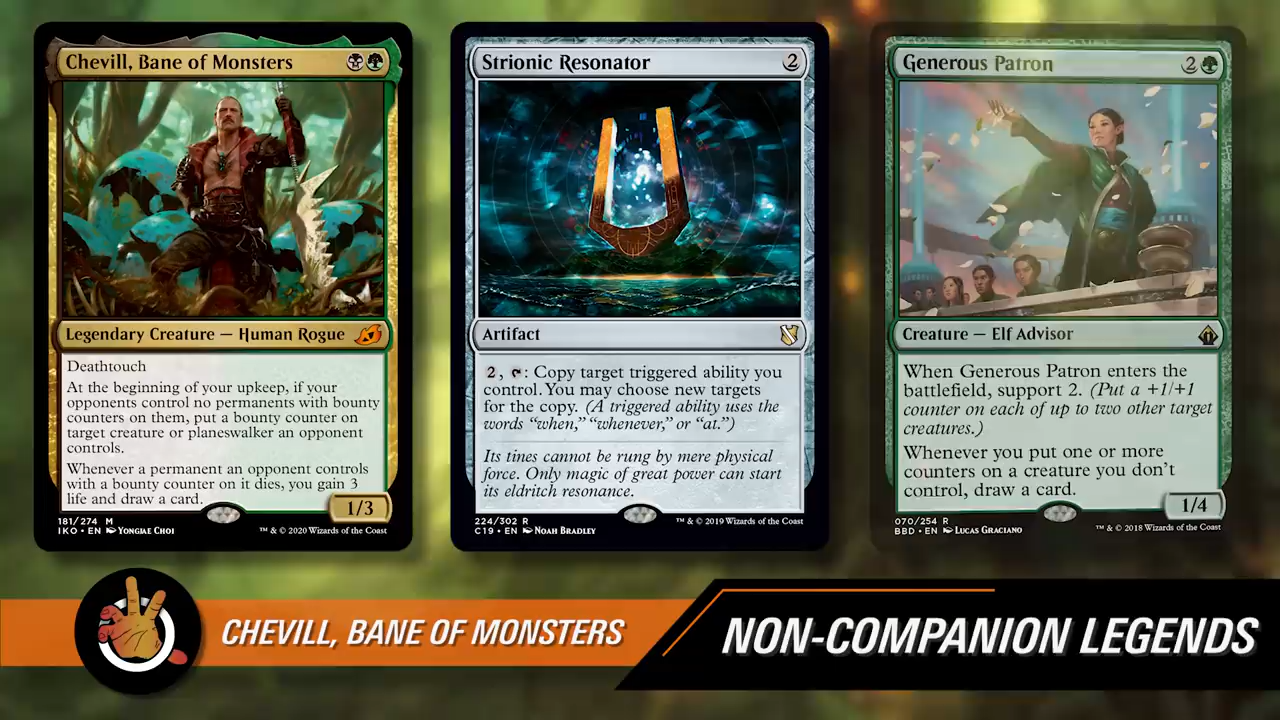 Chevill, Bane of Monsters
Legendary Creature — Human Rogue
Deathtouch
At the beginning of your upkeep, if your
opponents control no permanents with bounty
counters on them, put a bounty counter on
target creature or planeswalker an opponent
controls.
Whenever a permanent an opponent controls
with a bounty counter on it dies, you gain 3
life and draw a card.
1/3
181/274 M
IKO • EN Yongjae Choi
™ & © 2020 Wizards of the Coast
Strionic Resonator 2
Artifact
2, : Copy target triggered ability you
control. You may choose new targets
for the copy. (A triggered ability uses the
words “when,” “whenever,” or “at.”)
Its tines cannot be rung by mere physical
force. Only magic of great power can start
its eldritch resonance.
224/302 R
C19 • EN Noah Bradley
™ & © 2019 Wizards of the Coast
Generous Patron 2
Creature — Elf Advisor
When Generous Patron enters the
battlefield, support 2. (Put a +1/+1
counter on each of up to two other target
creatures.)
Whenever you put one or more
counters on a creature you don’t
control, draw a card.
1/4
070/254 R
BBD • EN Lucas Graciano
™ & © 2018 Wizards of the Coast
CHEVILL, BANE OF MONSTERS
NON-COMPANION LEGENDS